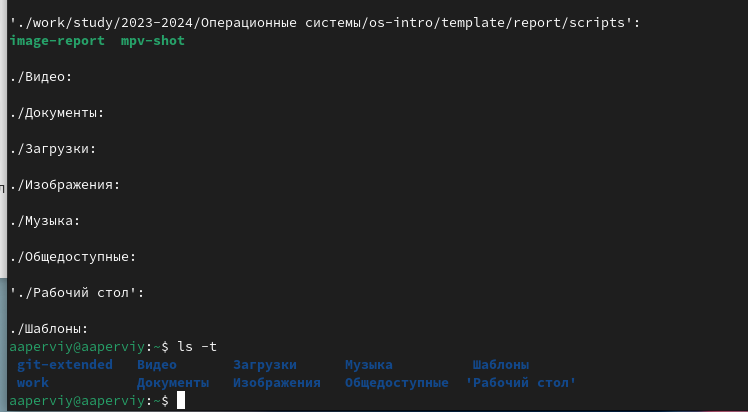 './work/study/2023-2024/Операционные системы/os-intro/template/report/scripts':
image-report  mpv-shot
./Видео:
./Документы:
./Загрузки:
./Изображения:
./Музыка:
./Общедоступные:
'./Рабочий стол':
./Шаблоны:
aaperviy@aaperviy:~$ ls -t
git-extended   Видео       Загрузки      Музыка          Шаблоны
work           Документы   Изображения   Общедоступные  'Рабочий стол'
aaperviy@aaperviy:~$